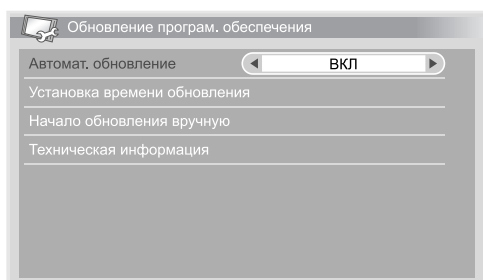 Обновление програм. обеспечения
Автомат. обновление ВКЛ
Установка времени обновления
Начало обновления вручную
Техническая информация